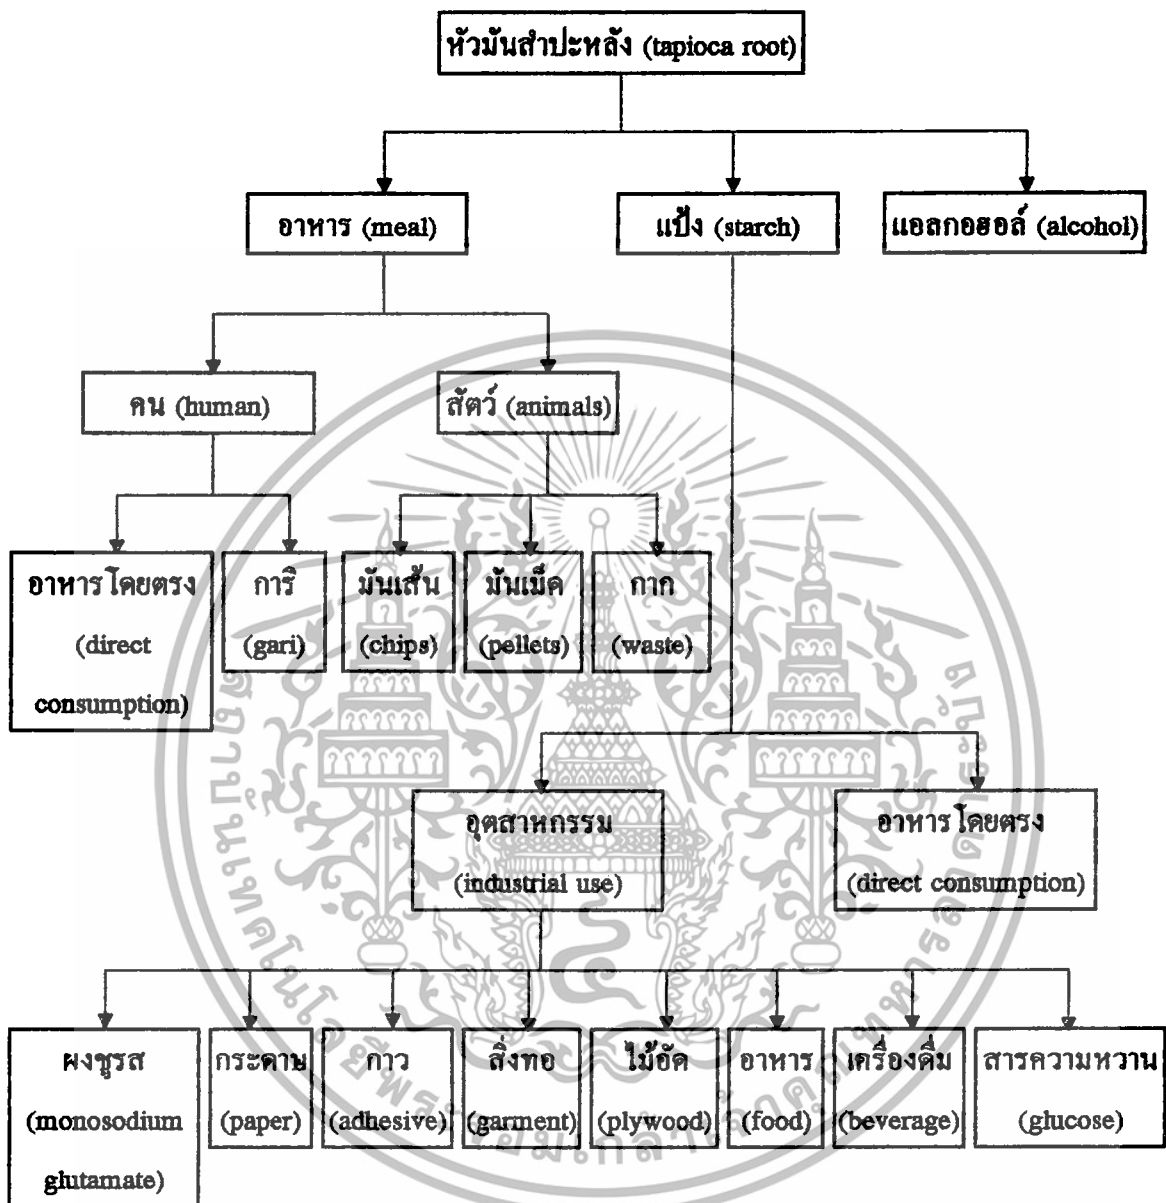 หัวมันสำปะหลัง (tapioca root)
อาหาร (meal)
แป้ง (starch)
แอลกอฮอล์ (alcohol)
คน (human)
สัตว์ (animals)
อาหารโดยตรง
(direct
consumption)
การิ
(gari)
มันเส้น
(chips)
มันเม็ด
(pellets)
กาก
(waste)
อุตสาหกรรม
(industrial use)
อาหารโดยตรง
(direct consumption)
ผงชูรส
(monosodium
glutamate)
กระดาษ
(paper)
กาว
(adhesive)
สิ่งทอ
(garment)
ไม้อัด
(plywood)
อาหาร
(food)
เครื่องดื่ม
(beverage)
สารความหวาน
(glucose)